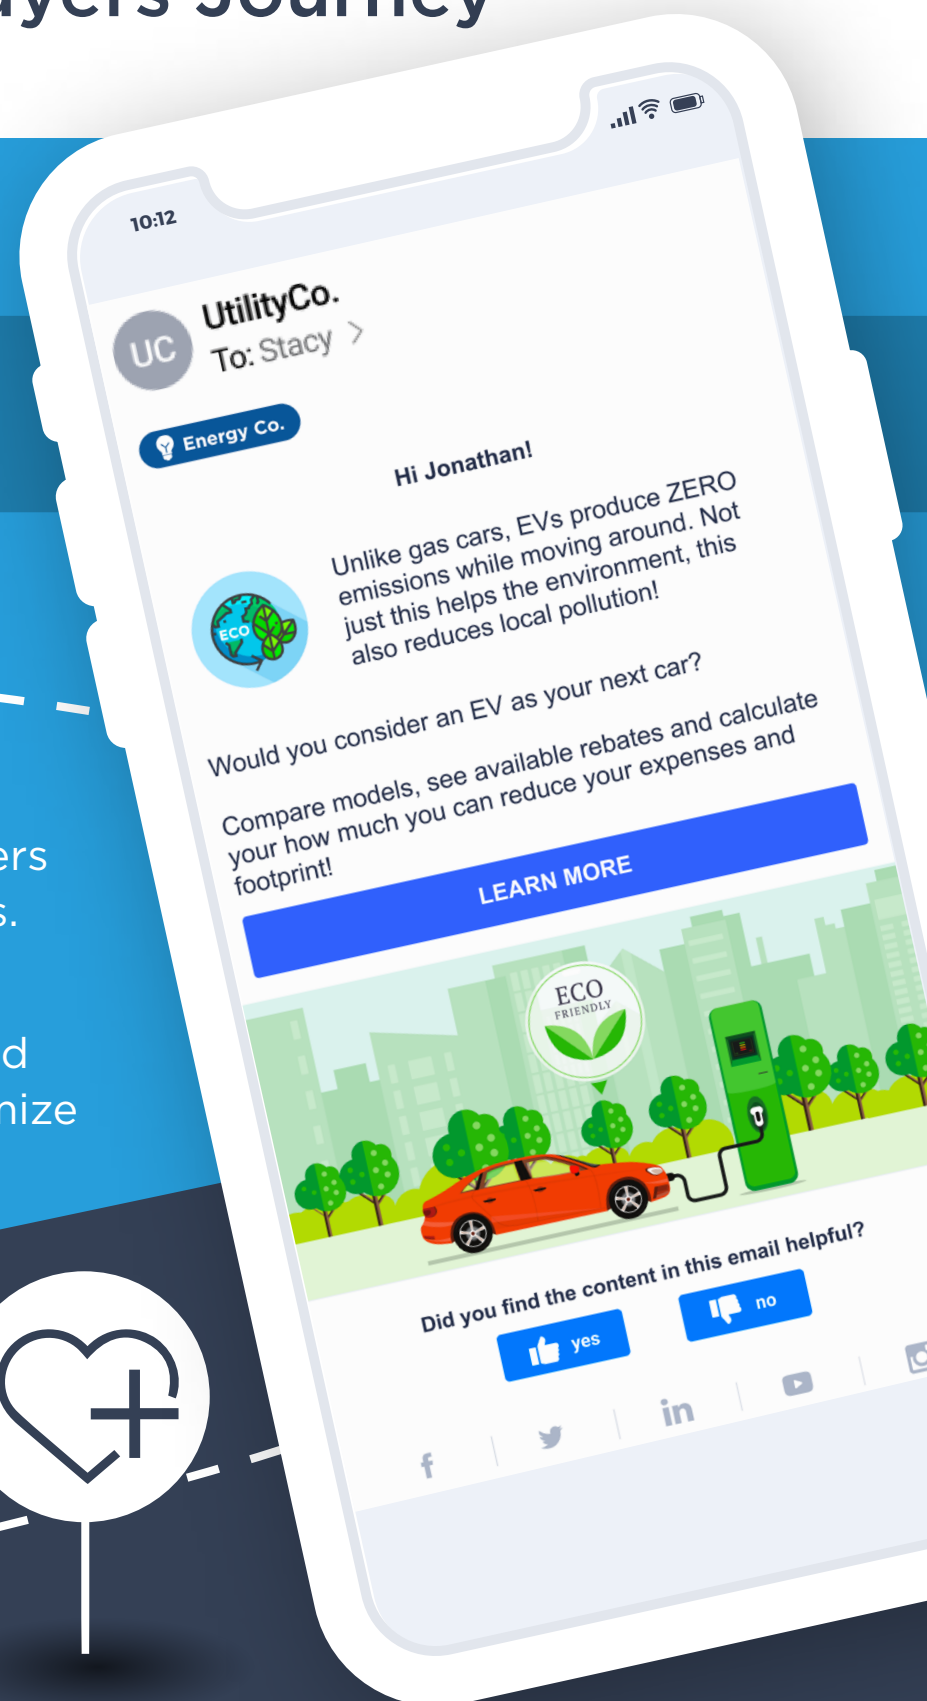 yers Journey
10:12
UC
UtilityCo.
To: Stacy >
Energy Co.
Hi Jonathan!
Unlike gas cars, EVs produce ZERO
emissions while moving around. Not
just this helps the environment, this
also reduces local pollution!
ECO
Would you consider an EV as your next car?
Compare models, see available rebates and calculate
your how much you can reduce your expenses and
footprint!
LEARN MORE
ers
s.
d
nize
ECO
FRIENDLY
Did you find the content in this email helpful?
yes
no
f
in